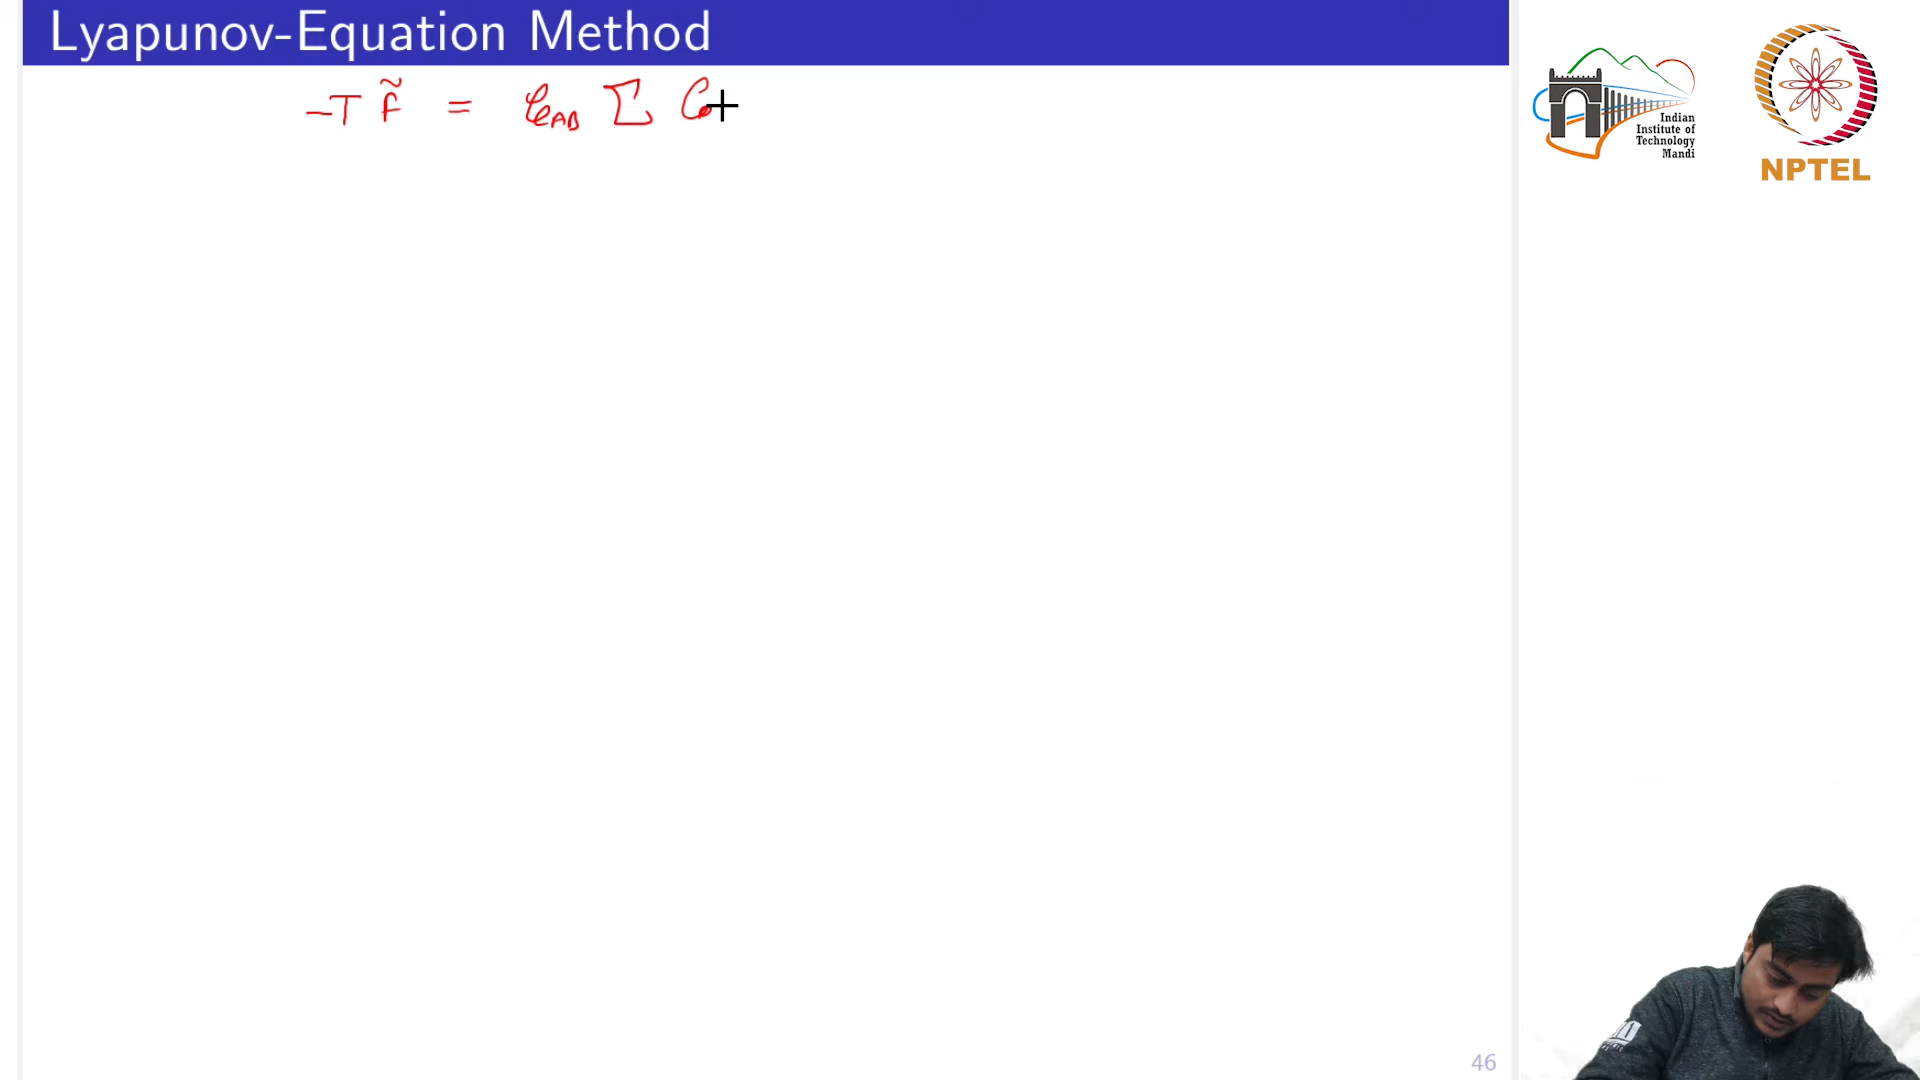 Lyapunov-Equation Method
-T F̃ = 𝒞AB Σ C
Indian
Institute of
Technology
Mandi
NPTEL
46